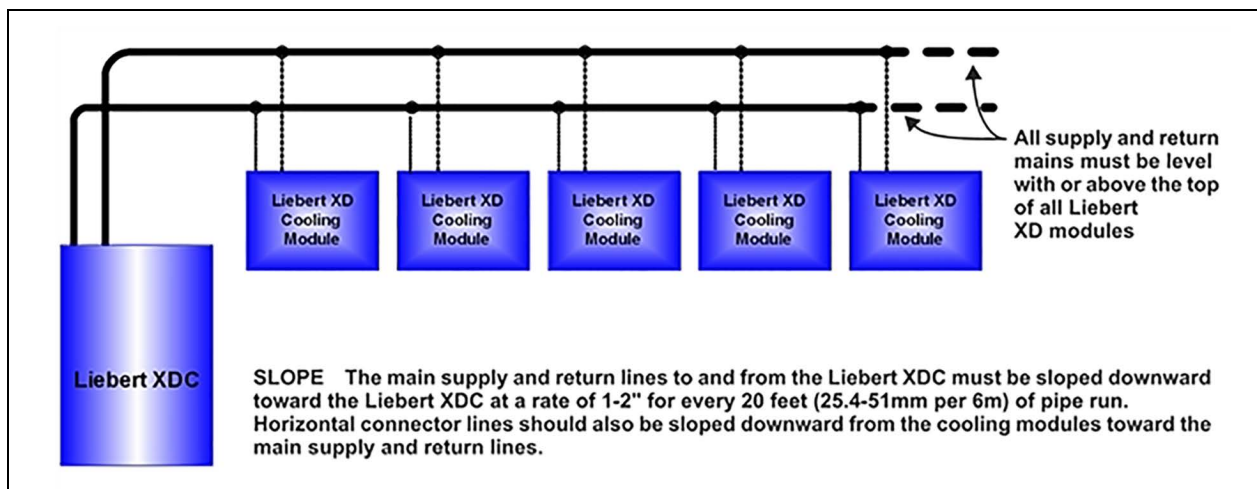 All supply and return
mains must be level
with or above the top
of all Liebert
XD modules
Liebert XD
Cooling
Module
Liebert XD
Cooling
Module
Liebert XD
Cooling
Module
Liebert XD
Cooling
Module
Liebert XD
Cooling
Module
Liebert XDC
SLOPE The main supply and return lines to and from the Liebert XDC must be sloped downward
toward the Liebert XDC at a rate of 1-2" for every 20 feet (25.4-51mm per 6m) of pipe run.
Horizontal connector lines should also be sloped downward from the cooling modules toward the
main supply and return lines.